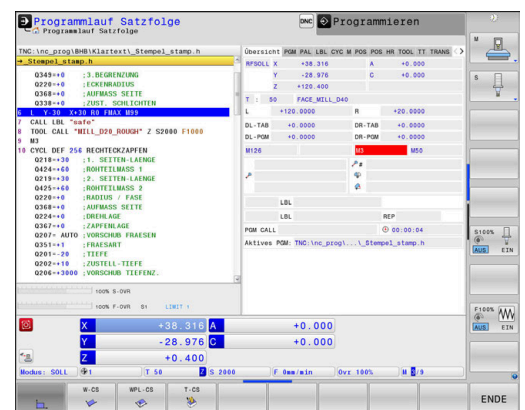 Programmlauf Satzfolge
Programmlauf Satzfolge
DNC
Programmieren
TNC:\nc_prog\BHB\Klartext\_Stempel_stamp.h
→_Stempel_stamp.h
Q349=+0 ;3.BEGRENZUNG
Q220=+0 ;ECKENRADIUS
Q368=+0 ;AUFMASS SEITE
Q338=+0 ;ZUST. SCHLICHTEN
6 L Y-30 X+30 R0 FMAX M99
7 CALL LBL "safe"
8 TOOL CALL "MILL_D20_ROUGH" Z S2000 F1000
9 M3
10 CYCL DEF 256 RECHTECKZAPFEN
Q218=+30 ;1. SEITEN-LAENGE
Q424=+60 ;ROHTEILMASS 1
Q219=+30 ;2. SEITEN-LAENGE
Q425=+60 ;ROHTEILMASS 2
Q220=+0 ;RADIUS / FASE
Q368=+0 ;AUFMASS SEITE
Q224=+0 ;DREHLAGE
Q367=+0 ;ZAPFENLAGE
Q207= AUTO ;VORSCHUB FRAESEN
Q351=+1 ;FRAESART
Q201=-20 ;TIEFE
Q202=+10 ;ZUSTELL-TIEFE
Q206=+3000 ;VORSCHUB TIEFENZ.
100% S-OVR
100% F-OVR S1 LIMIT 1
Übersicht PGM PAL LBL CYC M POS POS HR TOOL TT TRANS
RFSOLL X +38.316 A +0.000
Y -28.976 C +0.000
Z +120.400
T : 50 FACE_MILL_D40
L +120.0000 R +20.0000
DL-TAB +0.0000 DR-TAB +0.0000
DL-PGM +0.0000 DR-PGM +0.0000
M126 M3 M50
P #
LBL
LBL REP
PGM CALL 00:00:04
Aktives PGM: TNC:\nc_prog\...\_Stempel_stamp.h
X +38.316 A +0.000
Y -28.976 C +0.000
Z +0.400
Modus: SOLL 1 T 50 Z S 2000 F 0mm/min Ovr 100% M 3/9
W-CS WPL-CS T-CS
ENDE
M
S
S100%
AUS EIN
F100%
AUS EIN